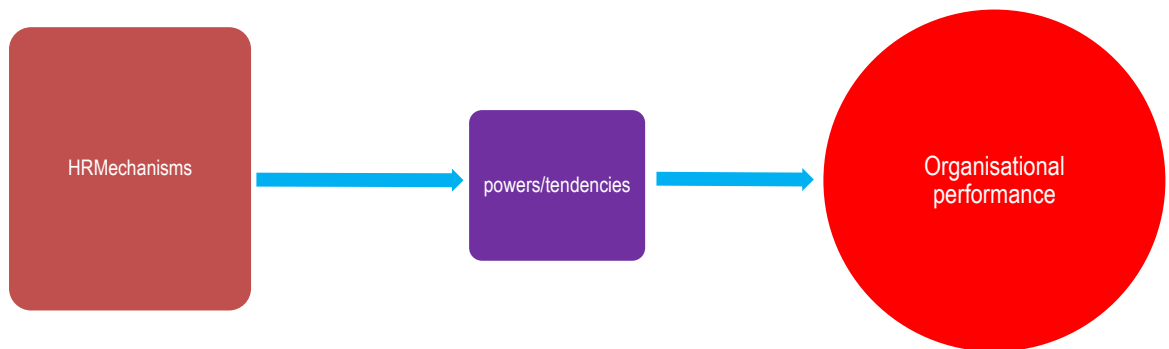 HRMechanisms
powers/tendencies
Organisational
performance